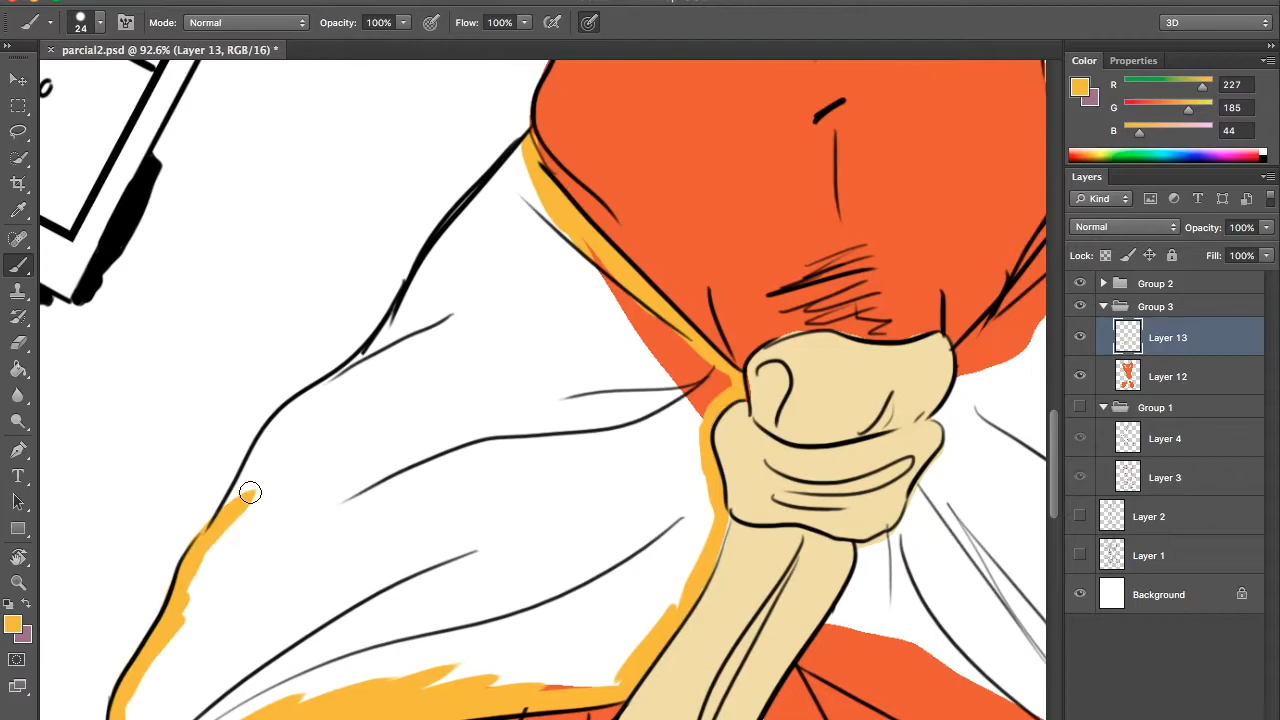 24 Mode: Normal Opacity: 100% Flow: 100% 3D
× parcial2.psd @ 92.6% (Layer 13, RGB/16) *
Color Properties
R 227
G 185
B 44
Layers
Kind
Normal Opacity: 100%
Lock: Fill: 100%
Group 2
Group 3
Layer 13
Layer 12
Group 1
Layer 4
Layer 3
Layer 2
Layer 1
Background